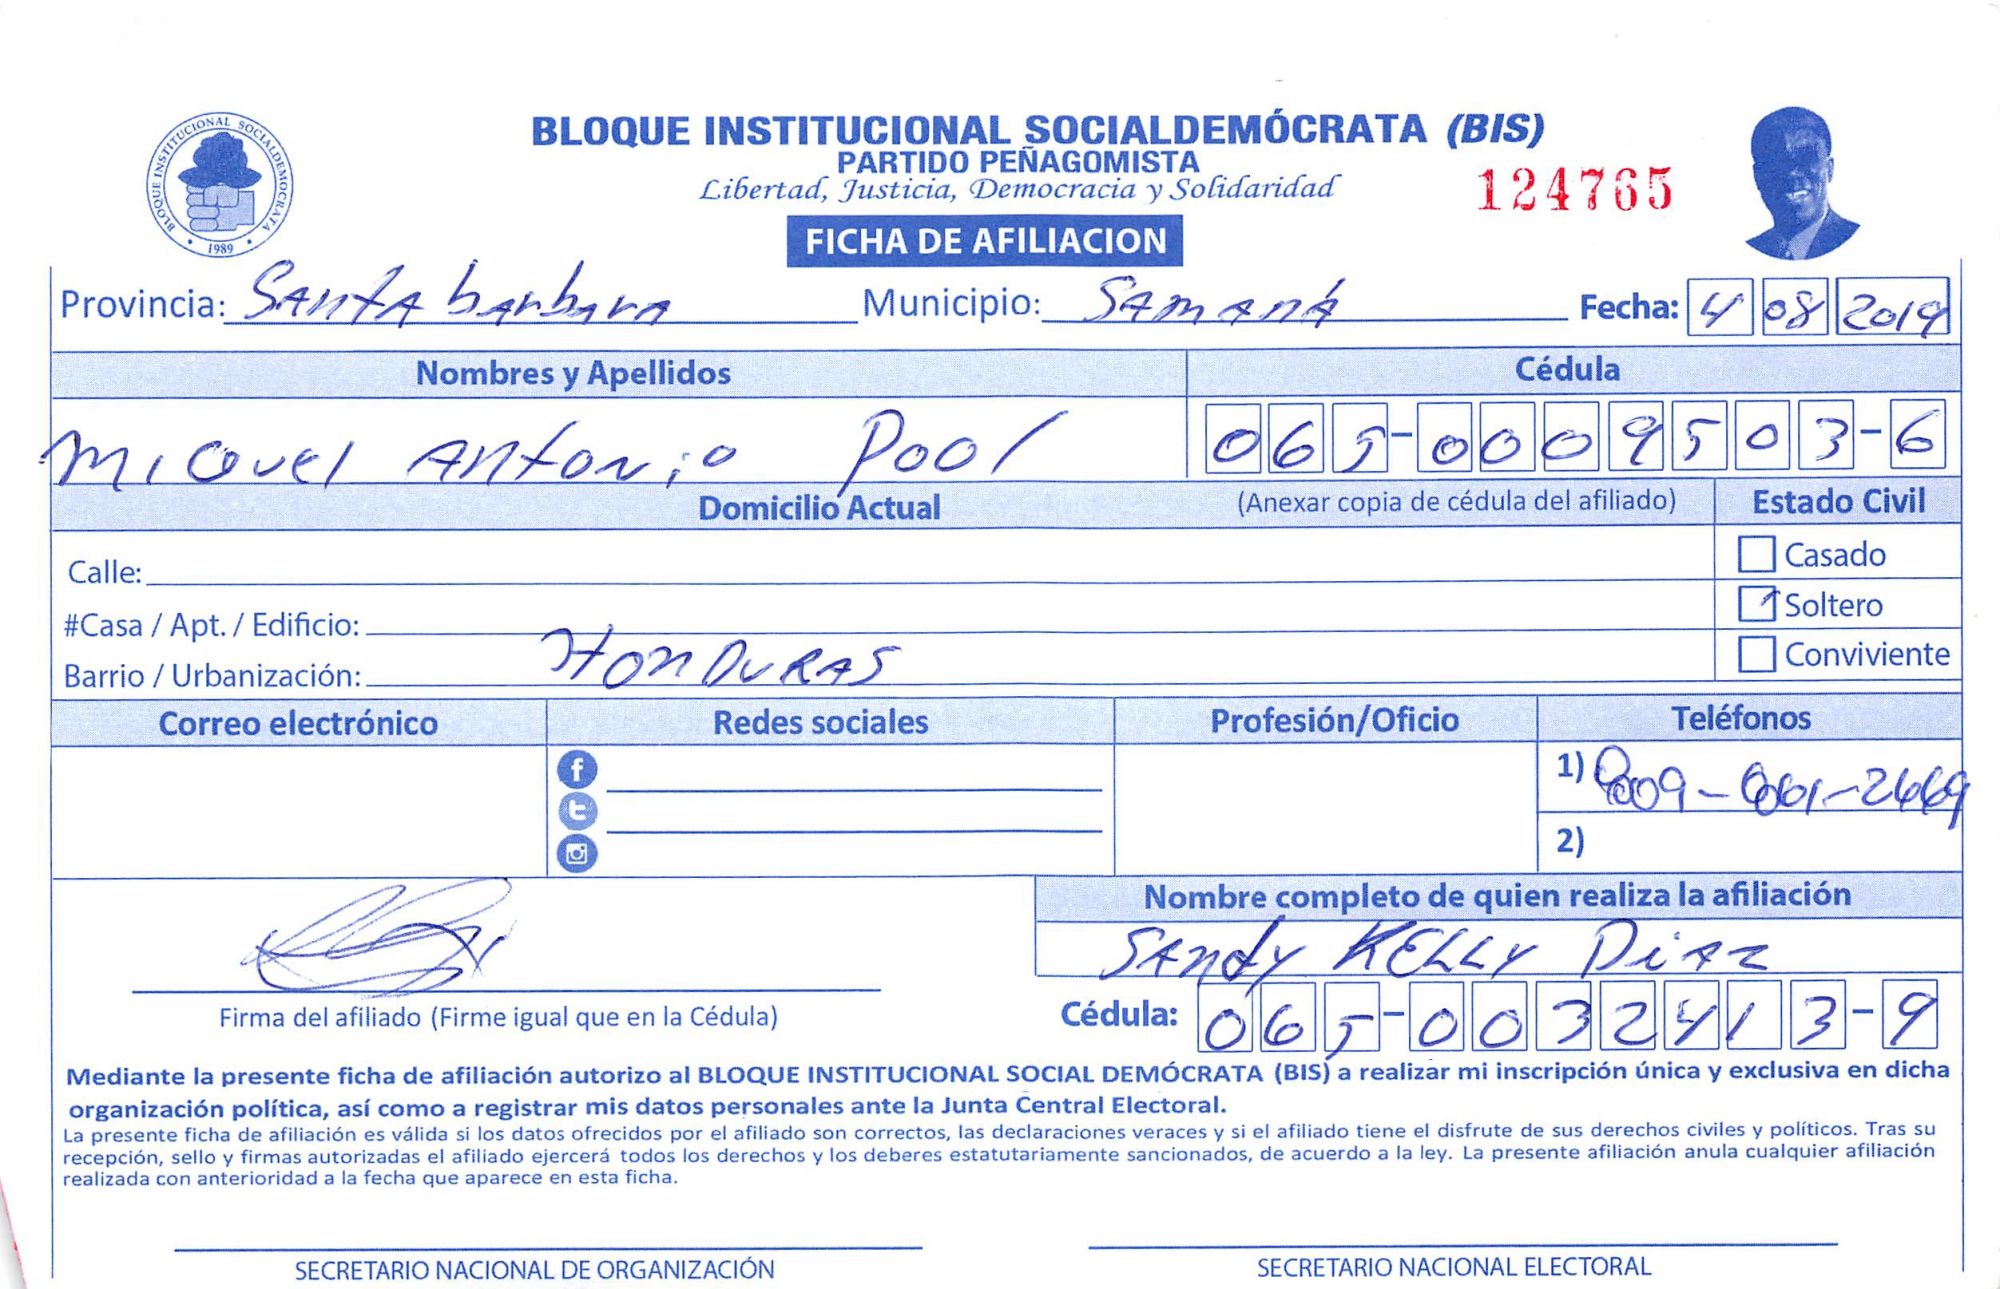 BLOQUE INSTITUCIONAL SOCIALDEMOCRATA
1989
BLOQUE INSTITUCIONAL SOCIALDEMÓCRATA (BIS)
PARTIDO PEÑAGOMISTA
Libertad, Justicia, Democracia y Solidaridad
124765
FICHA DE AFILIACION
Provincia: Santa barbara Municipio: Samaná Fecha: 4 08 2019
Nombres y Apellidos Cédula
Miguel Antonio Pool 065-0009503-6
Domicilio Actual (Anexar copia de cédula del afiliado) Estado Civil
Calle: Casado
#Casa / Apt. / Edificio: Soltero
Barrio / Urbanización: HONDURAS Conviviente
Correo electrónico Redes sociales Profesión/Oficio Teléfonos
1)
2)
Nombre completo de quien realiza la afiliación
Sandy KELLY Diaz
Firma del afiliado (Firme igual que en la Cédula) Cédula: 065-0032413-9
Mediante la presente ficha de afiliación autorizo al BLOQUE INSTITUCIONAL SOCIAL DEMÓCRATA (BIS) a realizar mi inscripción única y exclusiva en dicha
organización política, así como a registrar mis datos personales ante la Junta Central Electoral.
La presente ficha de afiliación es válida si los datos ofrecidos por el afiliado son correctos, las declaraciones veraces y si el afiliado tiene el disfrute de sus derechos civiles y políticos. Tras su
recepción, sello y firmas autorizadas el afiliado ejercerá todos los derechos y los deberes estatutariamente sancionados, de acuerdo a la ley. La presente afiliación anula cualquier afiliación
realizada con anterioridad a la fecha que aparece en esta ficha.
SECRETARIO NACIONAL DE ORGANIZACIÓN SECRETARIO NACIONAL ELECTORAL